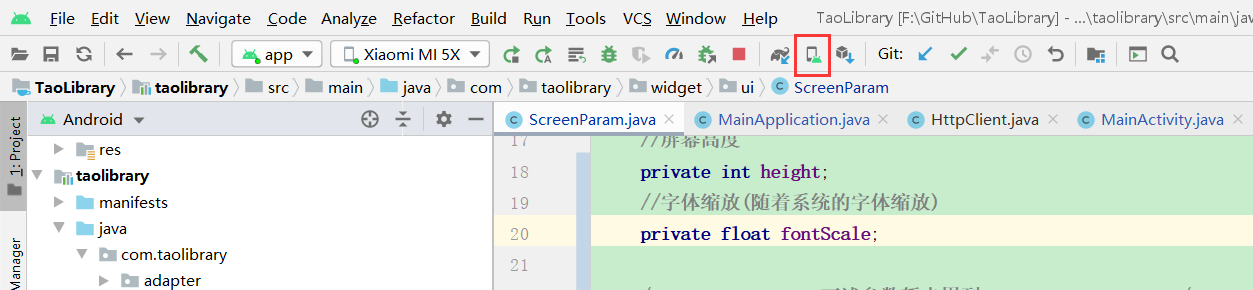 File Edit View Navigate Code Analyze Refactor Build Run Tools VCS Window Help TaoLibrary [F:\GitHub\TaoLibrary] - ...\taolibrary\src\main\jav
app Xiaomi MI 5X Git:
TaoLibrary taolibrary src main java com taolibrary widget ui ScreenParam
1: Project
Android
ScreenParam.java MainApplication.java HttpClient.java MainActivity.java
res
taolibrary
manifests
java
com.taolibrary
adapter
Manager
17 //屏幕高度
18 private int height;
19 //字体缩放(随着系统的字体缩放)
20 private float fontScale;
21